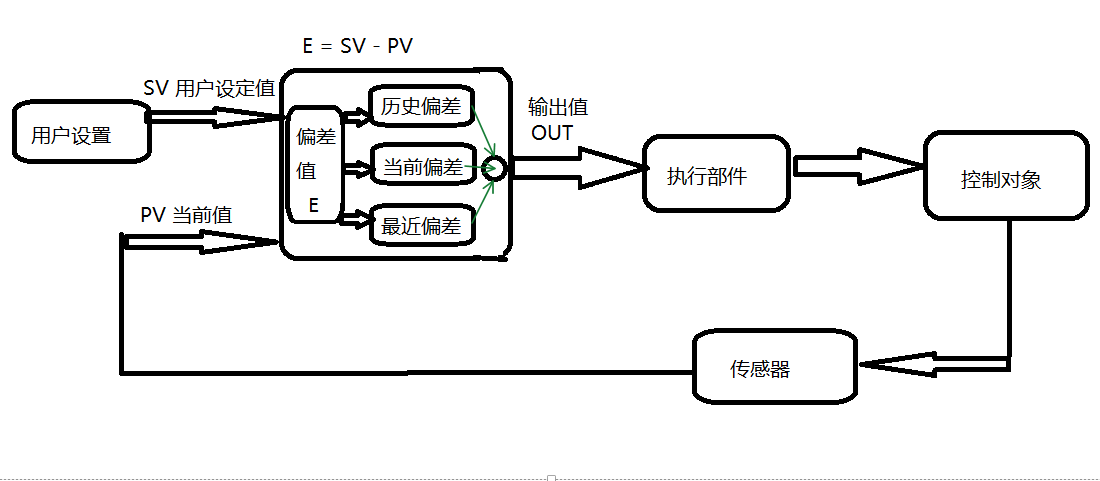 E = SV - PV
SV 用户设定值
用户设置
偏差
值
E
历史偏差
当前偏差
最近偏差
输出值
OUT
执行部件
控制对象
PV 当前值
传感器